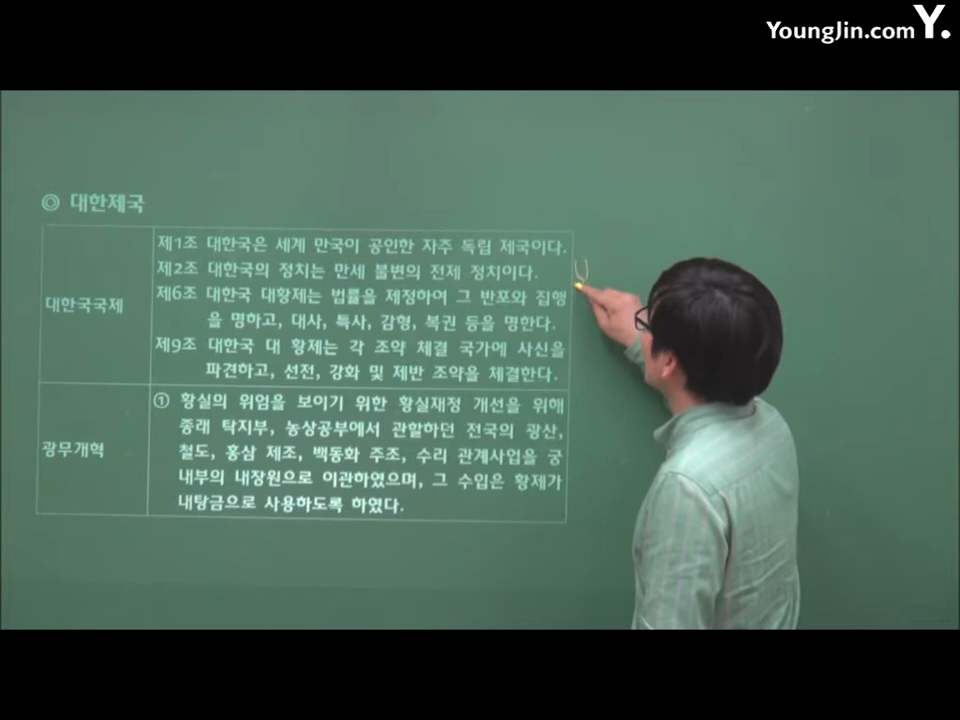 YoungJin.com Y.
◎ 대한제국
대한국국제
제1조 대한국은 세계 만국이 공인한 자주 독립 제국이다.
제2조 대한국의 정치는 만세 불변의 전제 정치이다.
제6조 대한국 대황제는 법률을 제정하여 그 반포와 집행
을 명하고, 대사, 특사, 감형, 복권 등을 명한다.
제9조 대한국 대 황제는 각 조약 체결 국가에 사신을
파견하고, 선전, 강화 및 제반 조약을 체결한다.
광무개혁
① 황실의 위엄을 보이기 위한 황실재정 개선을 위해
종래 탁지부, 농상공부에서 관할하던 전국의 광산,
철도, 홍삼 제조, 백동화 주조, 수리 관계사업을 궁
내부의 내장원으로 이관하였으며, 그 수입은 황제가
내탕금으로 사용하도록 하였다.